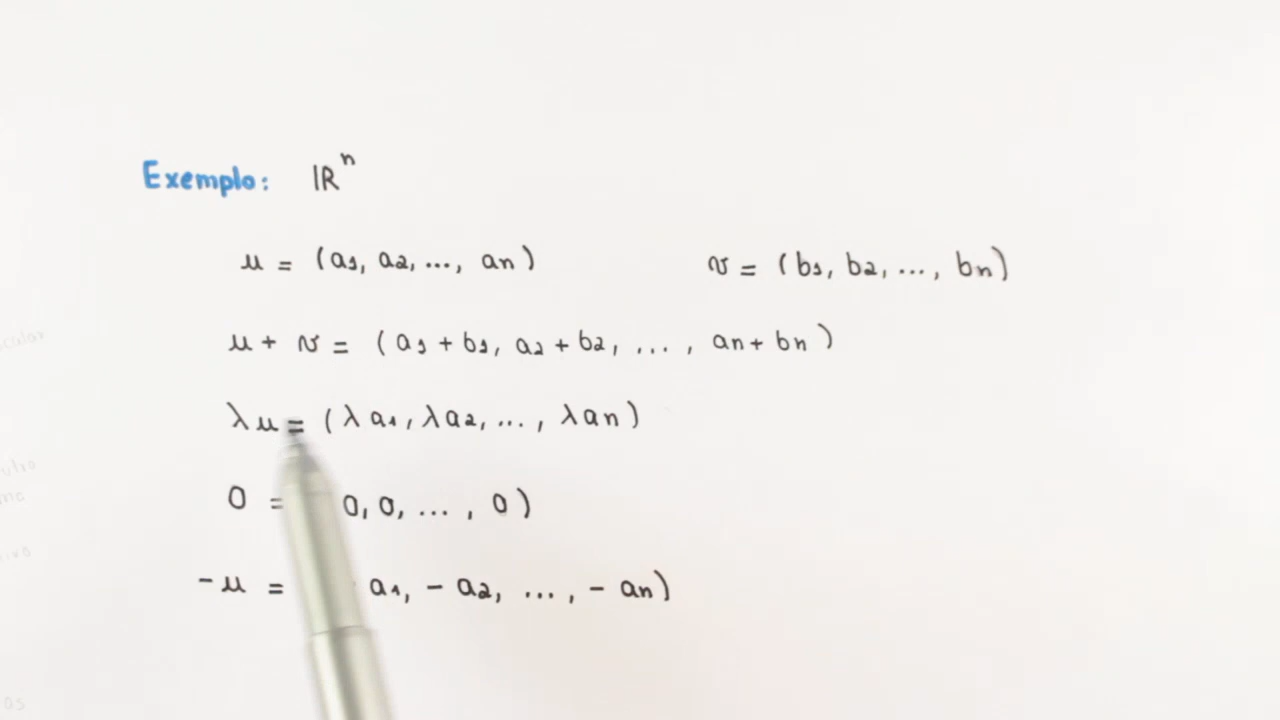 Exemplo: ℝⁿ
u = (a1, a2, ..., an) v = (b1, b2, ..., bn)
u + v = (a1 + b1, a2 + b2, ..., an + bn)
λu = (λa1, λa2, ..., λan)
0 = 0, 0, ..., 0)
-u = a1, -a2, ..., -an)